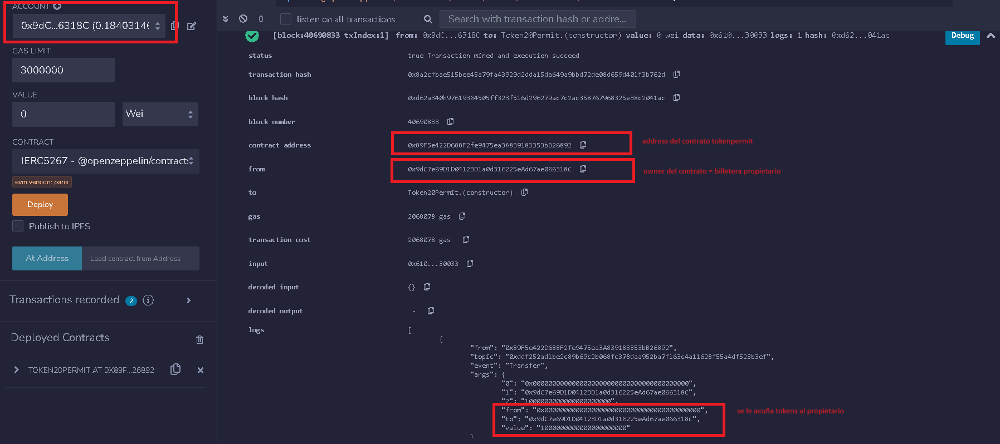 ACCOUNT
0x9dC...6318C (0.1840314
GAS LIMIT
3000000
VALUE
0
Wei
CONTRACT
IERC5267 - @openzeppelin/contract
evm version: paris
Deploy
Publish to IPFS
At Address
Load contract from Address
Transactions recorded 2
Deployed Contracts
TOKEN20PERMIT AT 0X89F...26892
0
listen on all transactions
Search with transaction hash or addre...
[block:40690833 txIndex:1] from: 0x9dC...6318C to: Token20Permit.(constructor) value: 0 wei data: 0x610...30033 logs: 1 hash: 0xd62...041ac
Debug
status true Transaction mined and execution succeed
transaction hash 0x8a2cfbae515bee45a79fa43929d2dda15da649a9bbd72de08d659d401f3b762d
block hash 0xd62a340b97619364505ff323f516d296279ac7c2ac358767968325e38c2041ac
block number 40690833
contract address 0x89F5e422D688F2fe9475ea3A839183353bB26892
address del contrato tokenpermit
from 0x9dC7e69D1D04123D1a0d316225eAd67ae066318C
owner del contrato = billetera propietario
to Token20Permit.(constructor)
gas 2068078 gas
transaction cost 2068078 gas
input 0x610...30033
decoded input {}
decoded output -
logs [
{
"from": "0x89F5e422D688F2fe9475ea3A839183353bB26892",
"topic": "0xddf252ad1be2c89b69c2b068fc378daa952ba7f163c4a11628f55a4df523b3ef",
"event": "Transfer",
"args": {
"0": "0x0000000000000000000000000000000000000000",
"1": "0x9dC7e69D1D04123D1a0d316225eAd67ae066318C",
"2": "1000000000000000000000",
"from": "0x0000000000000000000000000000000000000000",
"to": "0x9dC7e69D1D04123D1a0d316225eAd67ae066318C",
"value": "1000000000000000000000"
}
se le acuña tokens al propietario